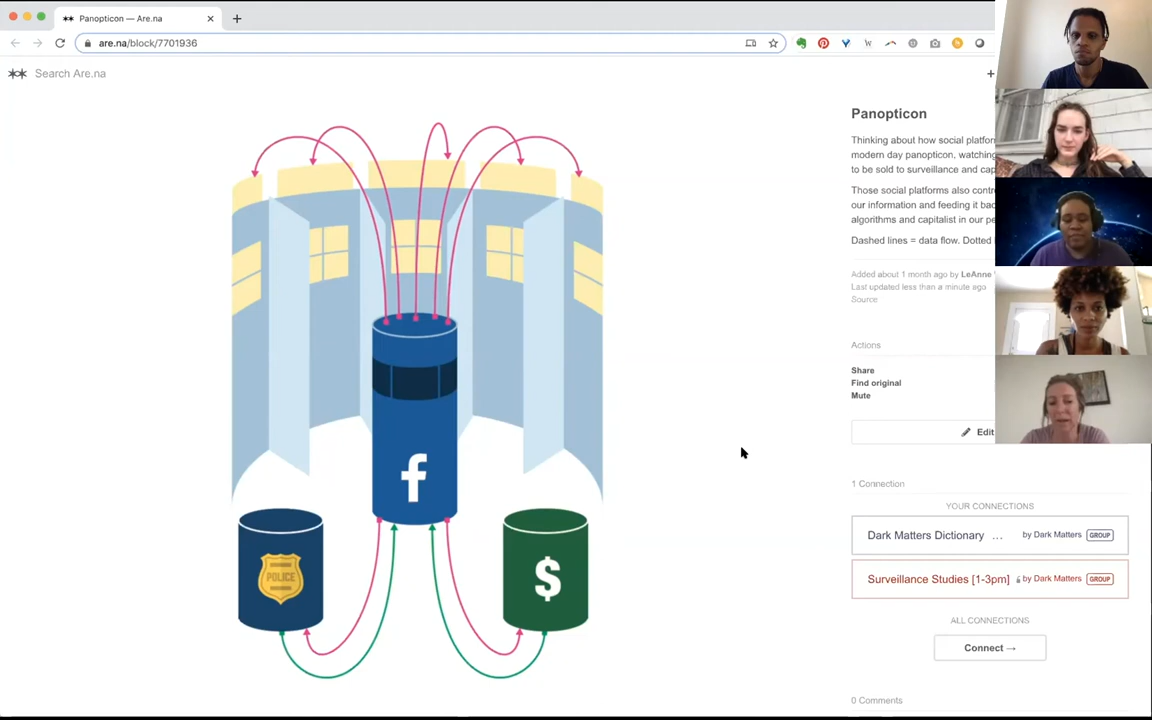 Panopticon — Are.na
are.na/block/7701936
Search Are.na
Panopticon
Thinking about how social platfor
modern day panopticon, watching
to be sold to surveillance and cap
Those social platforms also contr
our information and feeding it bac
algorithms and capitalist in our pe
Dashed lines = data flow. Dotted
Added about 1 month ago by LeAnne
Last updated less than a minute ago
Source
Actions
Share
Find original
Mute
Edit
1 Connection
YOUR CONNECTIONS
Dark Matters Dictionary ... by Dark Matters GROUP
Surveillance Studies [1-3pm] by Dark Matters GROUP
ALL CONNECTIONS
Connect →
0 Comments
f
POLICE
$